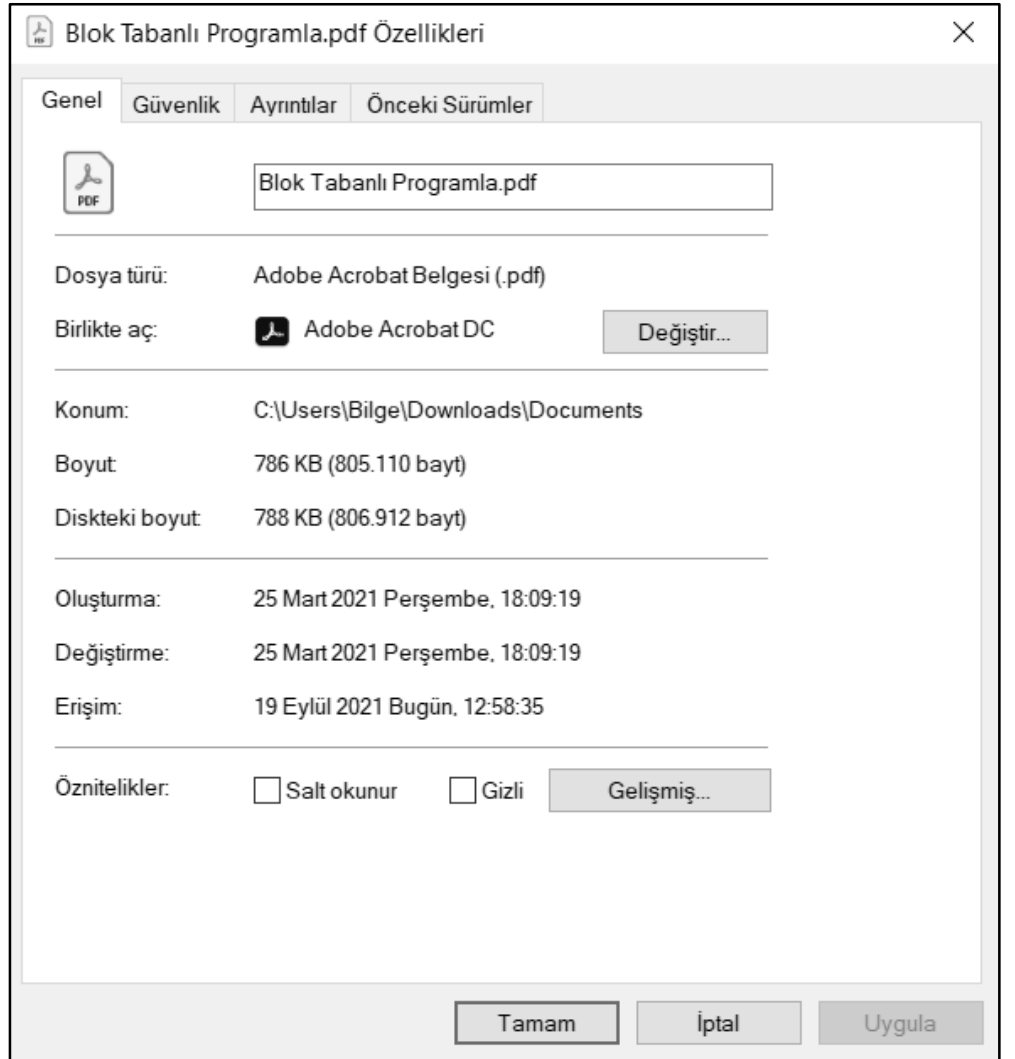 Blok Tabanlı Programla.pdf Özellikleri
Genel Güvenlik Ayrıntılar Önceki Sürümler
PDF Blok Tabanlı Programla.pdf
Dosya türü: Adobe Acrobat Belgesi (.pdf)
Birlikte aç: Adobe Acrobat DC Değiştir...
Konum: C:\Users\Bilge\Downloads\Documents
Boyut: 786 KB (805.110 bayt)
Diskteki boyut: 788 KB (806.912 bayt)
Oluşturma: 25 Mart 2021 Perşembe, 18:09:19
Değiştirme: 25 Mart 2021 Perşembe, 18:09:19
Erişim: 19 Eylül 2021 Bugün, 12:58:35
Öznitelikler: Salt okunur Gizli Gelişmiş...
Tamam İptal Uygula